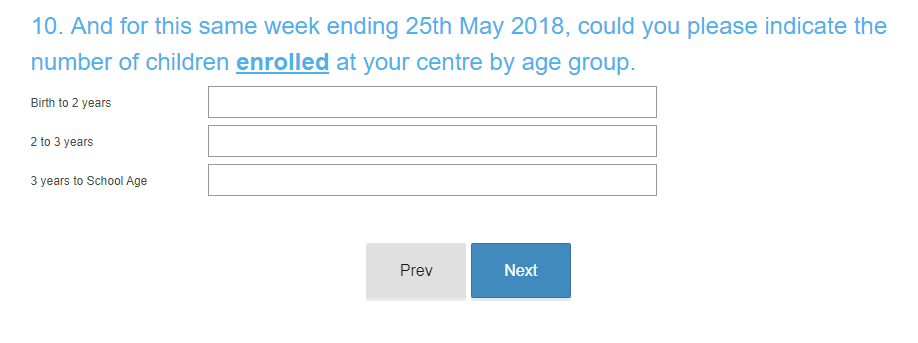 10. And for this same week ending 25th May 2018, could you please indicate the
number of children enrolled at your centre by age group.
Birth to 2 years
2 to 3 years
3 years to School Age
Prev Next